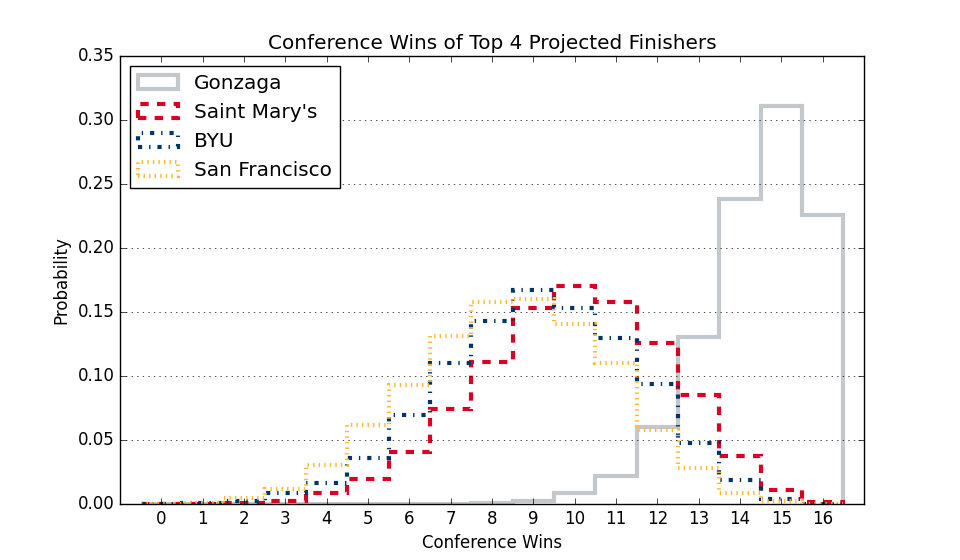 Conference Wins of Top 4 Projected Finishers
0.35
0.30
0.25
0.20
0.15
0.10
0.05
0.00
Probability
Gonzaga
Saint Mary's
BYU
San Francisco
0 1 2 3 4 5 6 7 8 9 10 11 12 13 14 15 16
Conference Wins